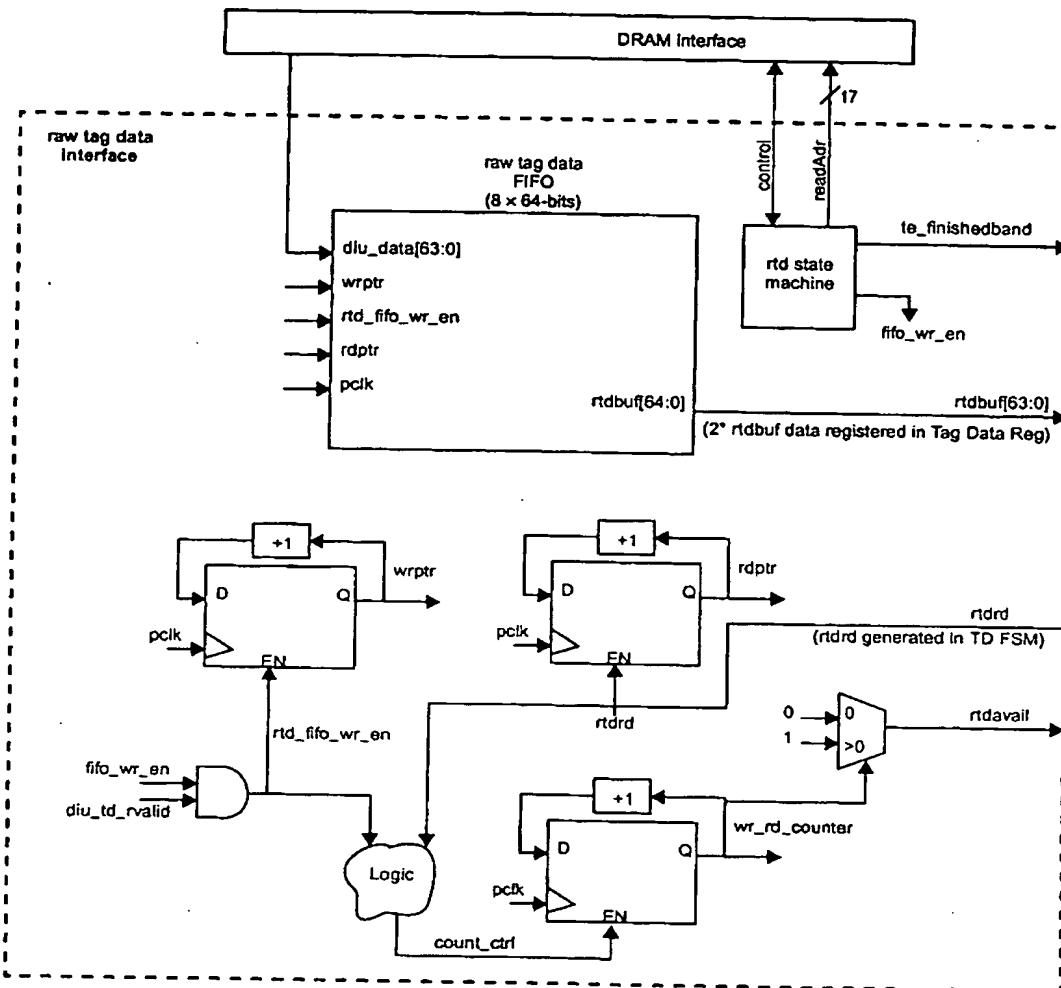 DRAM interface
17
raw tag data
interface
raw tag data
FIFO
(8 × 64-bits)
control
readAdr
diu_data[63:0]
wrptr
rtd_fifo_wr_en
rdptr
pclk
rtdbuf[64:0]
rtd state
machine
te_finishedband
fifo_wr_en
rtdbuf[63:0]
(2* rtdbuf data registered in Tag Data Reg)
+1
wrptr
D
Q
pclk
EN
+1
rdptr
D
Q
pclk
EN
rtdrd
(rtdrd generated in TD FSM)
rtdrd
rtd_fifo_wr_en
fifo_wr_en
diu_td_rvalid
0
0
1
>0
rtdavail
Logic
+1
wr_rd_counter
D
Q
pclk
EN
count_ctrl